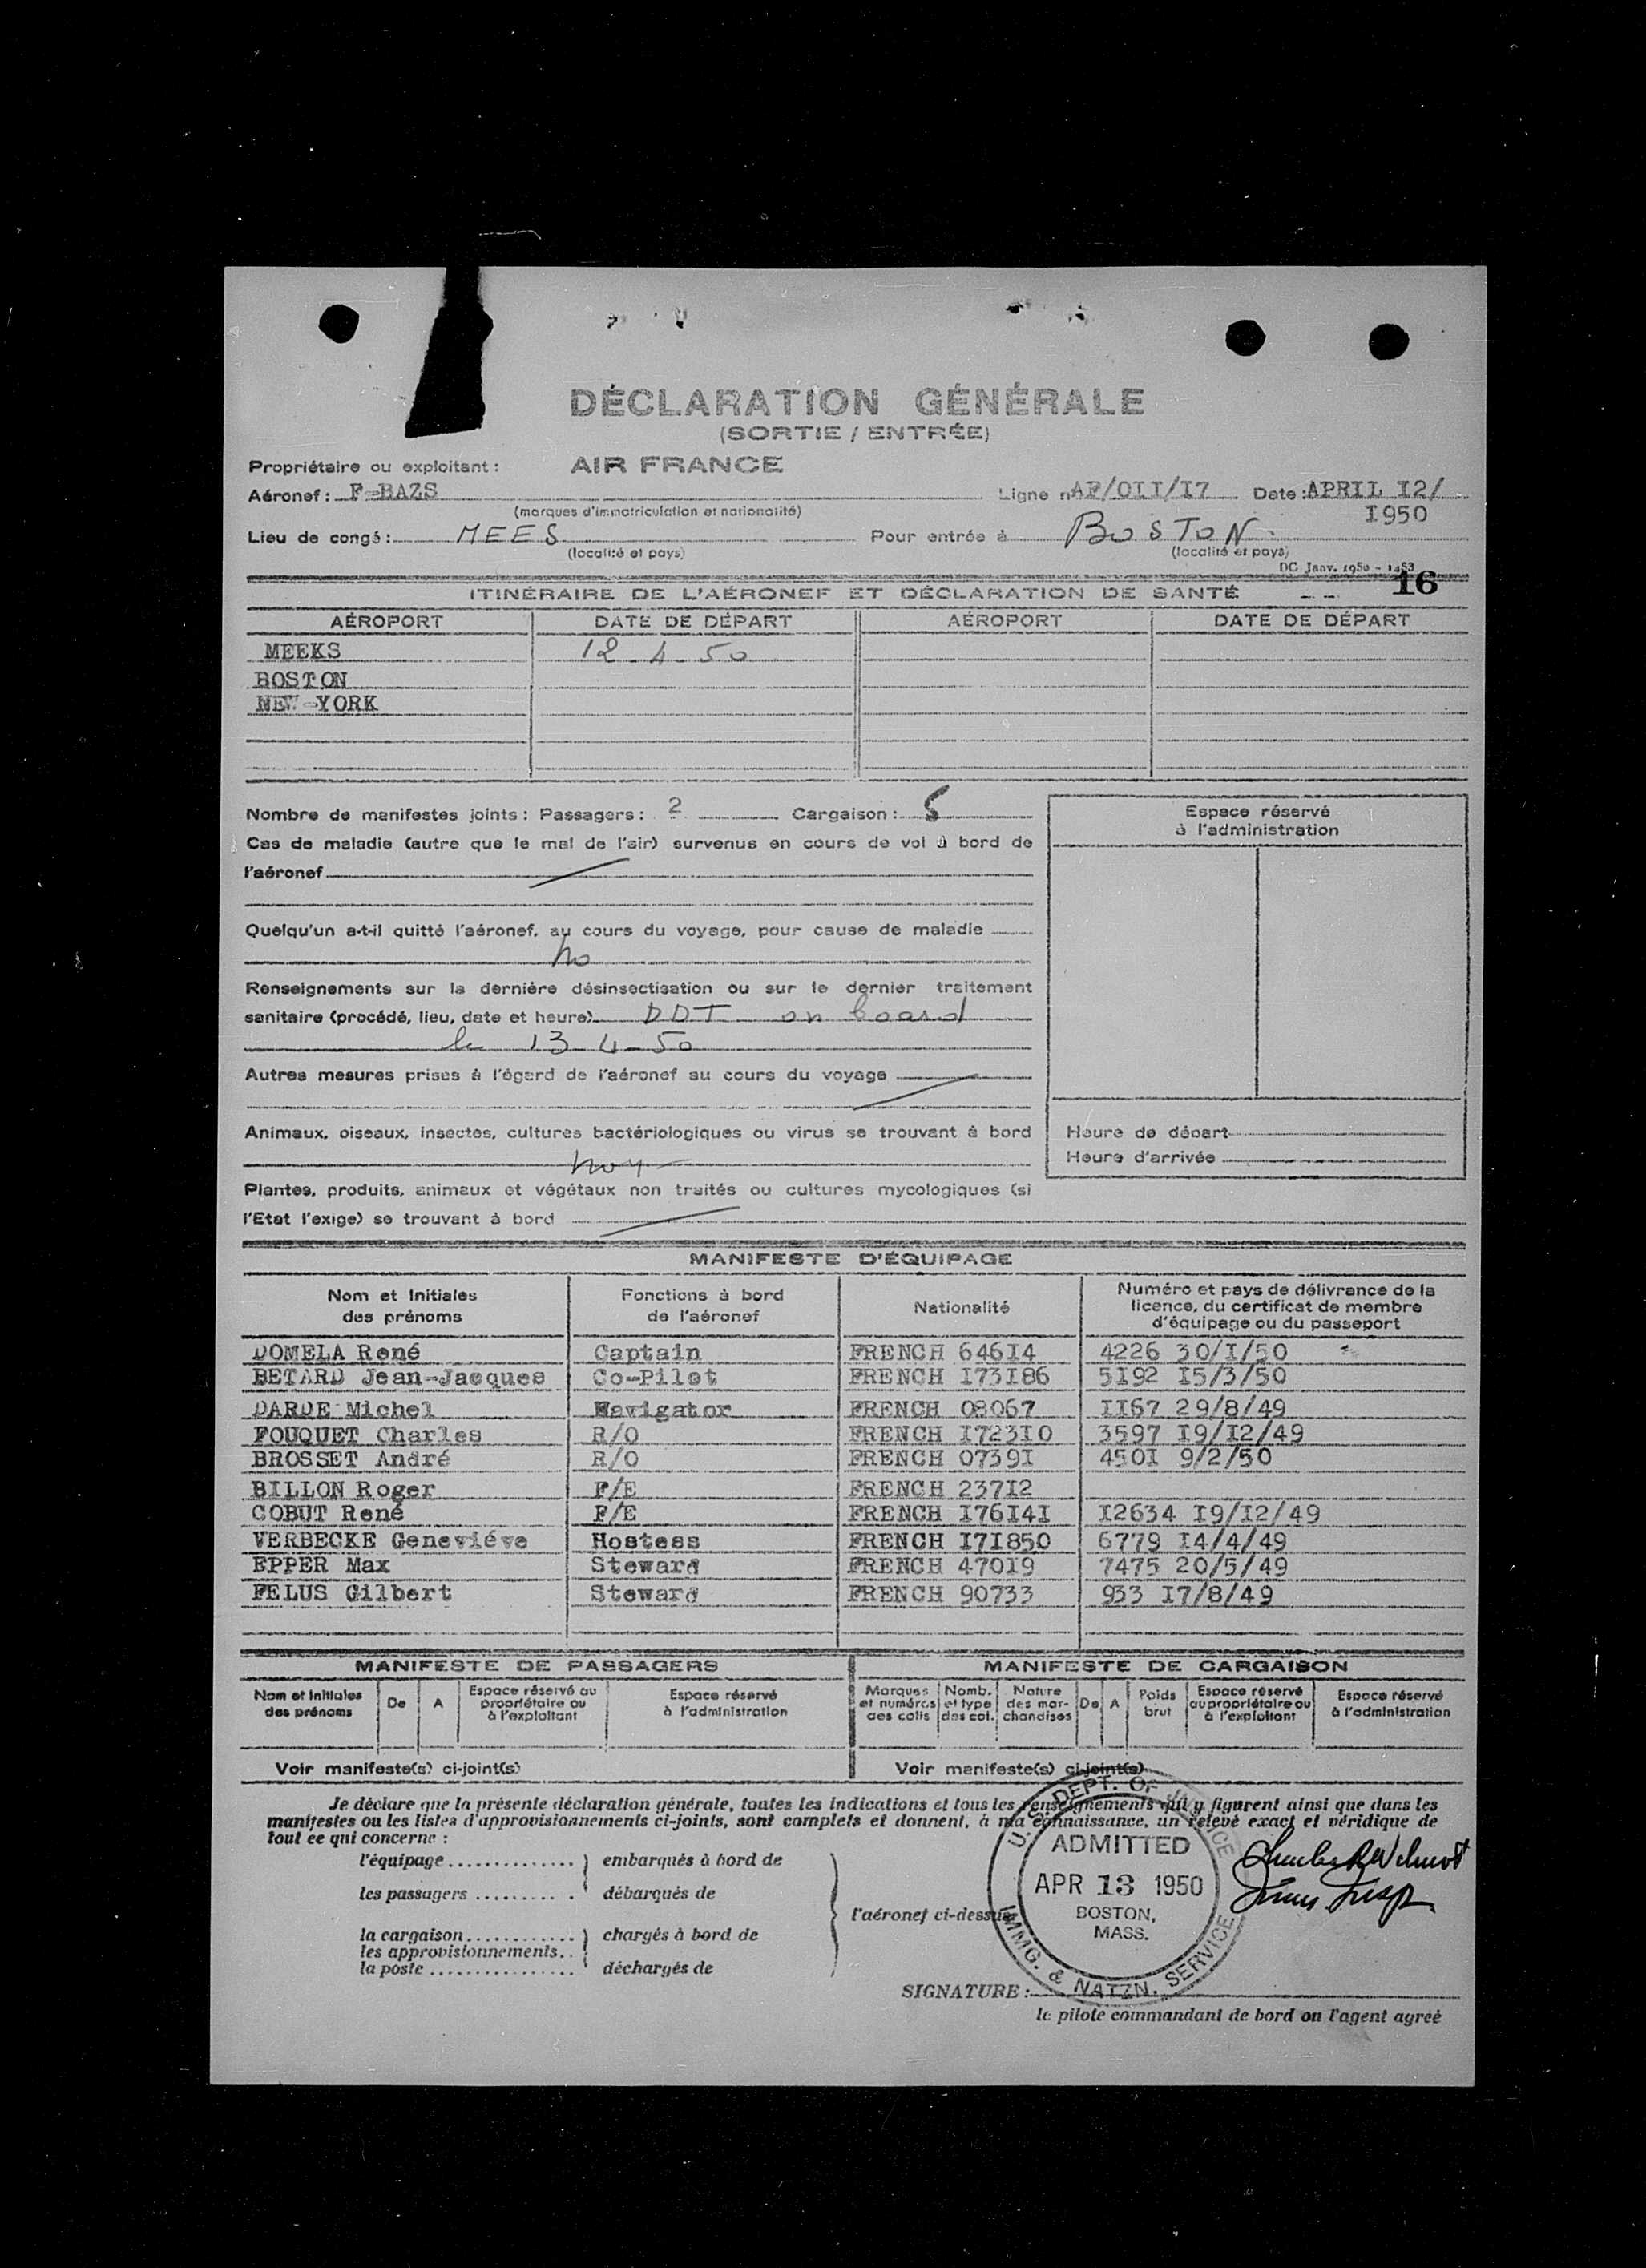 DÉCLARATION GÉNÉRALE
(SORTIE / ENTRÉE)
Propriétaire ou exploitant : AIR FRANCE
Aéronef : F-BAZS Ligne n° AF/OII/I7 Date : APRIL I2/
(marques d'immatriculation et nationalité) I950
Lieu de congé : MEES Pour entrée à BOSTON
(localité et pays) (localité et pays)
DC Janv. 1950 - 1453
16
ITINÉRAIRE DE L'AÉRONEF ET DÉCLARATION DE SANTÉ
AÉROPORT DATE DE DÉPART AÉROPORT DATE DE DÉPART
MEEKS 12-4-50
BOSTON
NEW-YORK
Nombre de manifestes joints : Passagers : 2 Cargaison : 5
Espace réservé
à l'administration
Cas de maladie (autre que le mal de l'air) survenus en cours de vol à bord de
l'aéronef
Quelqu'un a-t-il quitté l'aéronef, au cours du voyage, pour cause de maladie
no
Renseignements sur la dernière désinsectisation ou sur le dernier traitement
sanitaire (procédé, lieu, date et heure) DDT on board
le 13-4-50
Autres mesures prises à l'égard de l'aéronef au cours du voyage
Animaux, oiseaux, insectes, cultures bactériologiques ou virus se trouvant à bord
Heure de départ
Heure d'arrivée
Plantes, produits, animaux et végétaux non traités ou cultures mycologiques (si
l'Etat l'exige) se trouvant à bord
MANIFESTE D'ÉQUIPAGE
Nom et Initiales des prénoms Fonctions à bord de l'aéronef Nationalité Numéro et pays de délivrance de la licence, du certificat de membre d'équipage ou du passeport
DOMELA René Captain FRENCH 646I4 4226 30/I/50
BETARD Jean-Jacques Co-Pilot FRENCH I73I86 5I92 I5/3/50
DARDE Michel Navigator FRENCH 08067 II67 29/8/49
FOUQUET Charles R/O FRENCH I723IO 3597 I9/I2/49
BROSSET André R/O FRENCH 0739I 450I 9/2/50
BILLON Roger F/E FRENCH 237I2
COBUT René F/E FRENCH I76I4I I2634 I9/I2/49
VERBECKE Geneviéve Hostess FRENCH I7I850 6779 I4/4/49
EPPER Max Steward FRENCH 470I9 7475 20/5/49
FELUS Gilbert Steward FRENCH 90733 933 I7/8/49
MANIFESTE DE PASSAGERS MANIFESTE DE CARGAISON
Nom et Initiales des prénoms De A Espace réservé au propriétaire ou à l'exploitant Espace réservé à l'administration Marques et numéros des colis Nomb. et type des col. Nature des mar-chandises De A Poids brut Espace réservé au propriétaire ou à l'exploitant Espace réservé à l'administration
Voir manifeste(s) ci-joint(s) Voir manifeste(s) ci-joint(s)
Je déclare que la présente déclaration générale, toutes les indications et tous les renseignements qui y figurent ainsi que dans les
manifestes ou les listes d'approvisionnements ci-joints, sont complets et donnent, à ma connaissance, un relevé exact et véridique de
tout ce qui concerne :
l'équipage .............. embarqués à bord de
les passagers .......... débarqués de
l'aéronef ci-dessus
la cargaison ............ chargés à bord de
les approvisionnements ..
la poste ................ déchargés de
U. S. DEPT. OF JUSTICE
ADMITTED
APR 13 1950
BOSTON,
MASS.
IMMG. & NATZN. SERVICE
SIGNATURE :
le pilote commandant de bord ou l'agent agréé